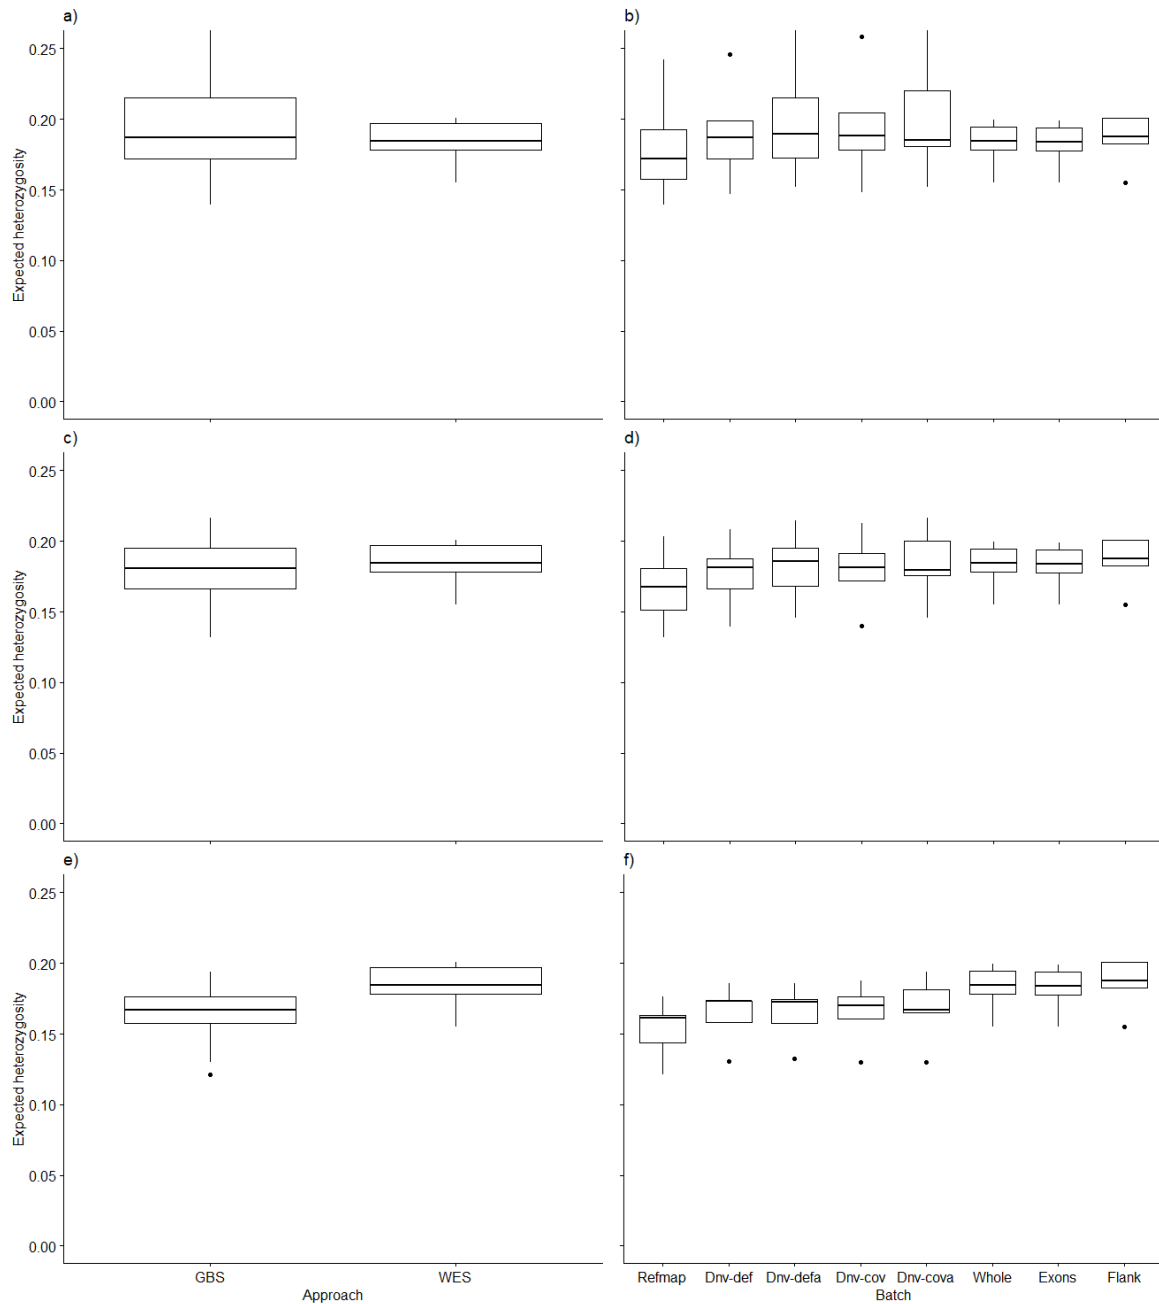 a)
b)
0.25
0.20
0.15
0.10
0.05
0.00
Expected heterozygosity
c)
d)
0.25
0.20
0.15
0.10
0.05
0.00
Expected heterozygosity
e)
f)
0.25
0.20
0.15
0.10
0.05
0.00
Expected heterozygosity
GBS WES
Approach
Refmap Dnv-def Dnv-defa Dnv-cov Dnv-cova Whole Exons Flank
Batch